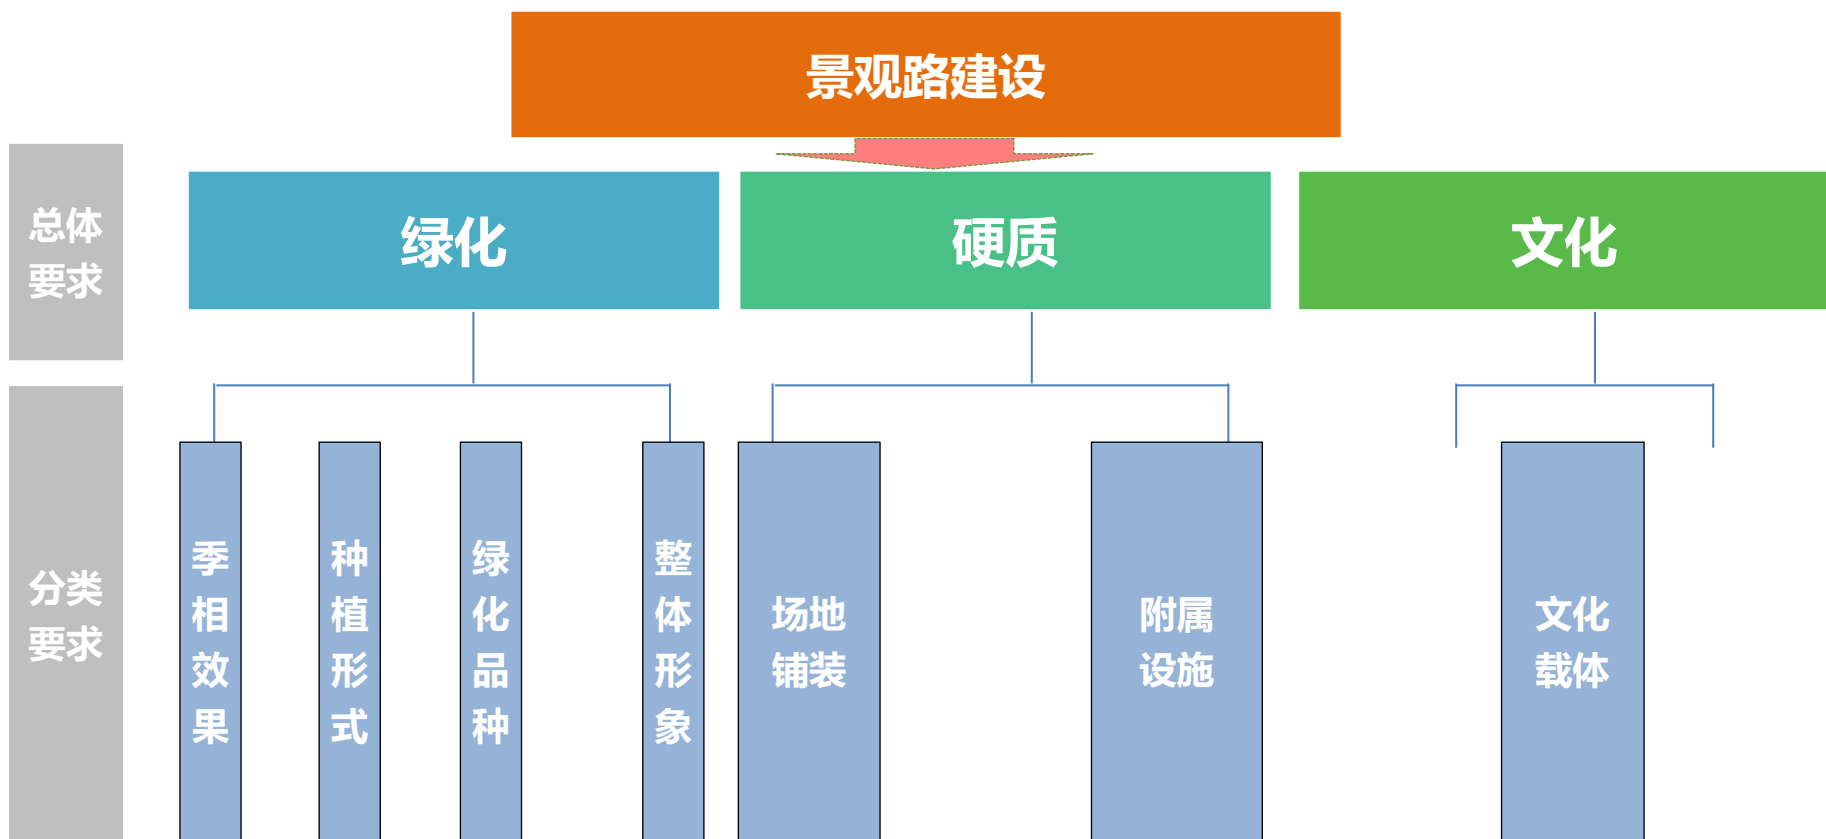 景观路建设
总体
要求
绿化
硬质
文化
分类
要求
季相效果
种植形式
绿化品种
整体形象
场地
铺装
附属
设施
文化
载体